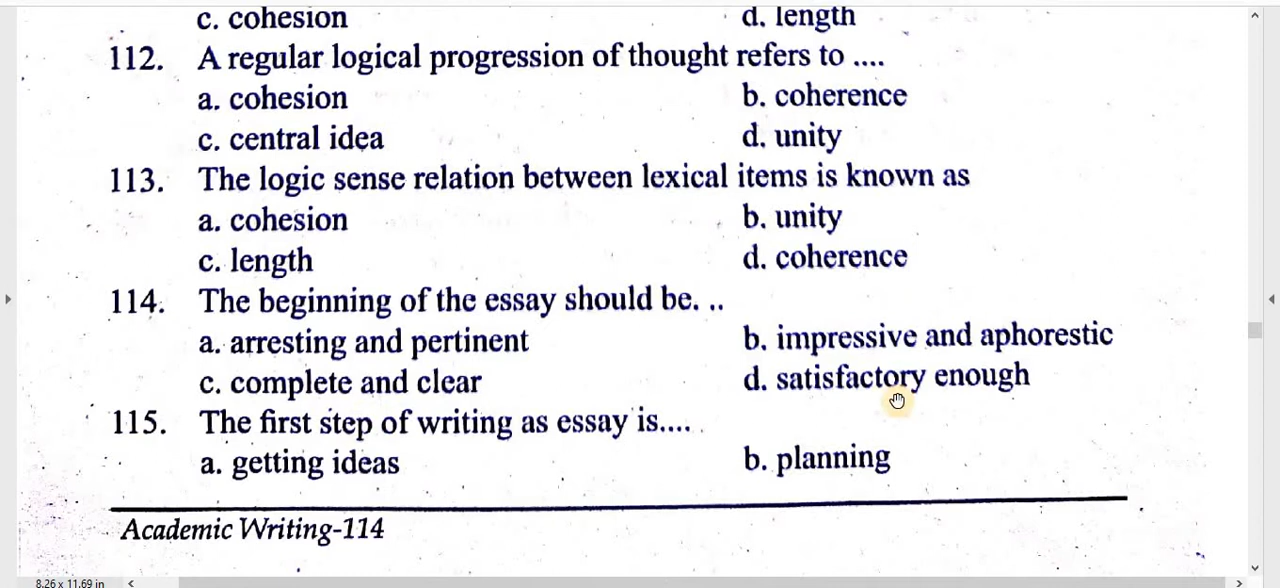 c. cohesion d. length
112. A regular logical progression of thought refers to ....
a. cohesion b. coherence
c. central idea d. unity
113. The logic sense relation between lexical items is known as
a. cohesion b. unity
c. length d. coherence
114. The beginning of the essay should be. ..
a. arresting and pertinent b. impressive and aphorestic
c. complete and clear d. satisfactory enough
115. The first step of writing as essay is....
a. getting ideas b. planning
Academic Writing-114
8.26 x 11.69 in